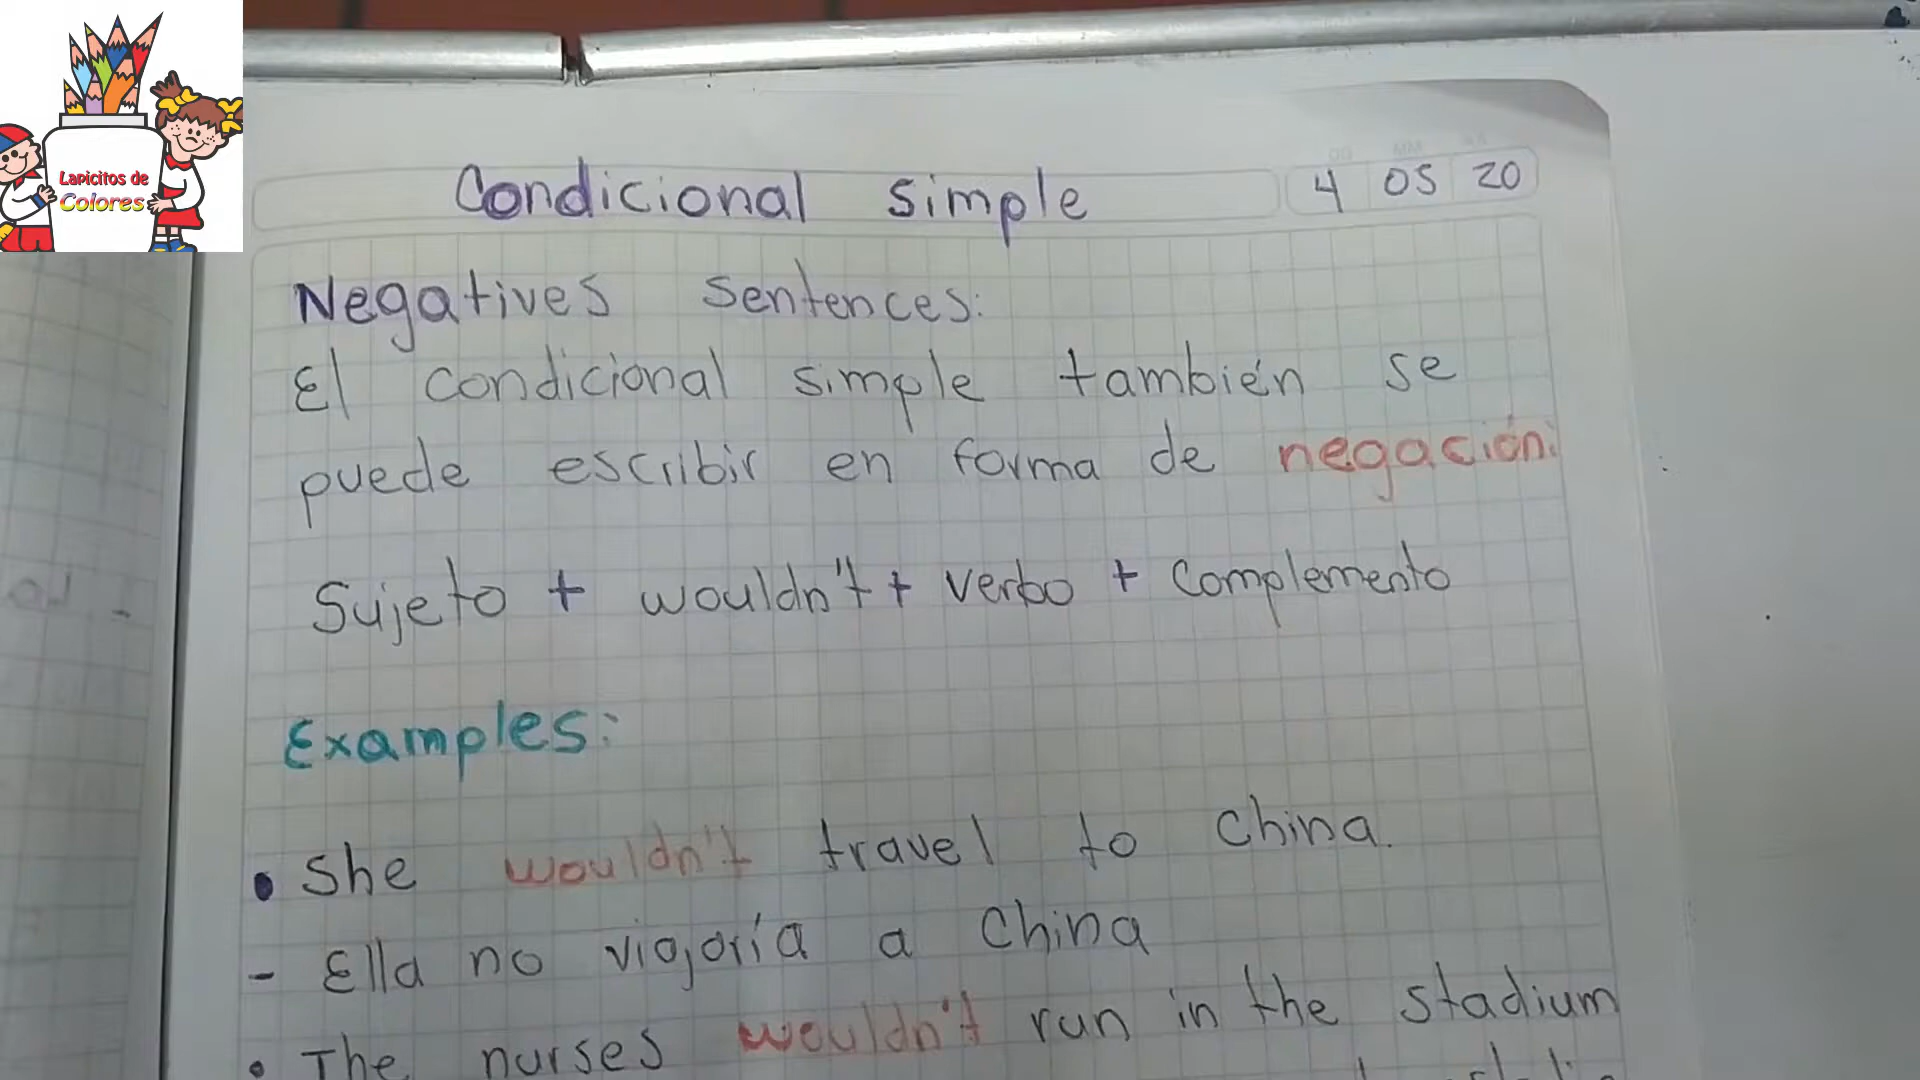 Lapicitos de
Colores
Condicional simple
4 05 20
Negatives sentences:
El condicional simple también se
puede escribir en forma de negación:
Sujeto + wouldn't + verbo + complemento
Examples:
• She wouldn't travel to China.
- Ella no viajaría a China
• The nurses wouldn't run in the stadium